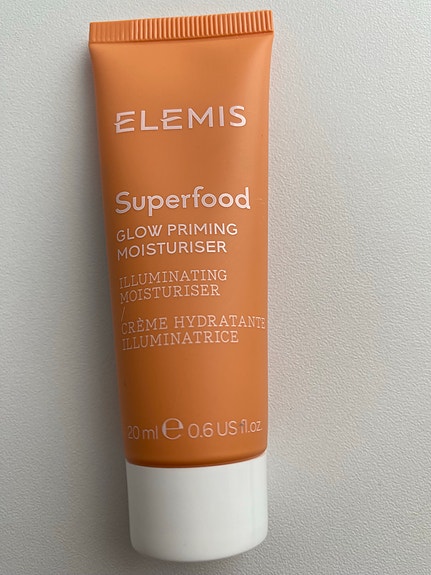 ELEMIS
Superfood
GLOW PRIMING
MOISTURISER
ILLUMINATING
MOISTURISER
/
CRÈME HYDRATANTE
ILLUMINATRICE
20 ml ℮ 0.6 US fl.oz.